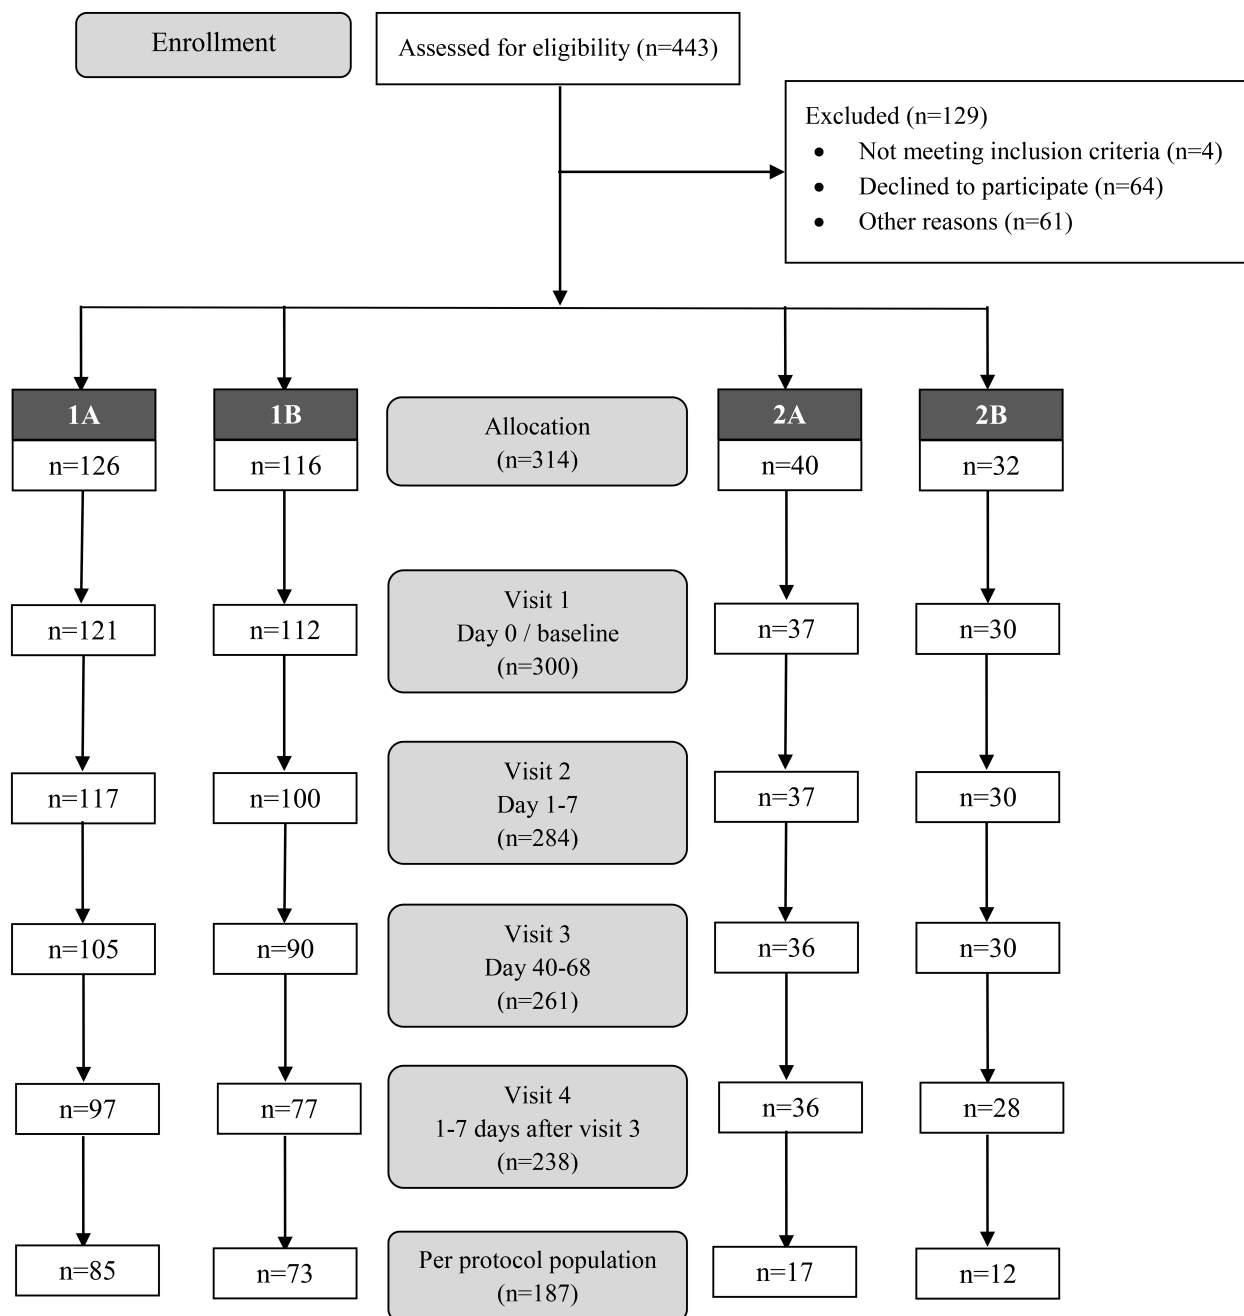 Enrollment
Assessed for eligibility (n=443)
Excluded (n=129)
• Not meeting inclusion criteria (n=4)
• Declined to participate (n=64)
• Other reasons (n=61)
1A
n=126
1B
n=116
Allocation
(n=314)
2A
n=40
2B
n=32
n=121
n=112
Visit 1
Day 0 / baseline
(n=300)
n=37
n=30
n=117
n=100
Visit 2
Day 1-7
(n=284)
n=37
n=30
n=105
n=90
Visit 3
Day 40-68
(n=261)
n=36
n=30
n=97
n=77
Visit 4
1-7 days after visit 3
(n=238)
n=36
n=28
n=85
n=73
Per protocol population
(n=187)
n=17
n=12